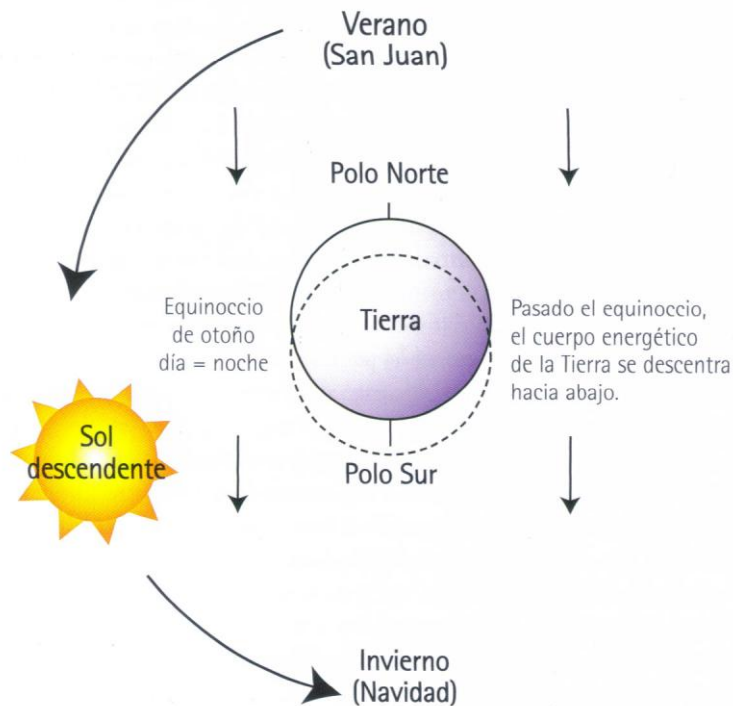 Verano
(San Juan)
Polo Norte
Equinoccio
de otoño
día = noche
Tierra
Pasado el equinoccio,
el cuerpo energético
de la Tierra se descentra
hacia abajo.
Sol
descendente
Polo Sur
Invierno
(Navidad)